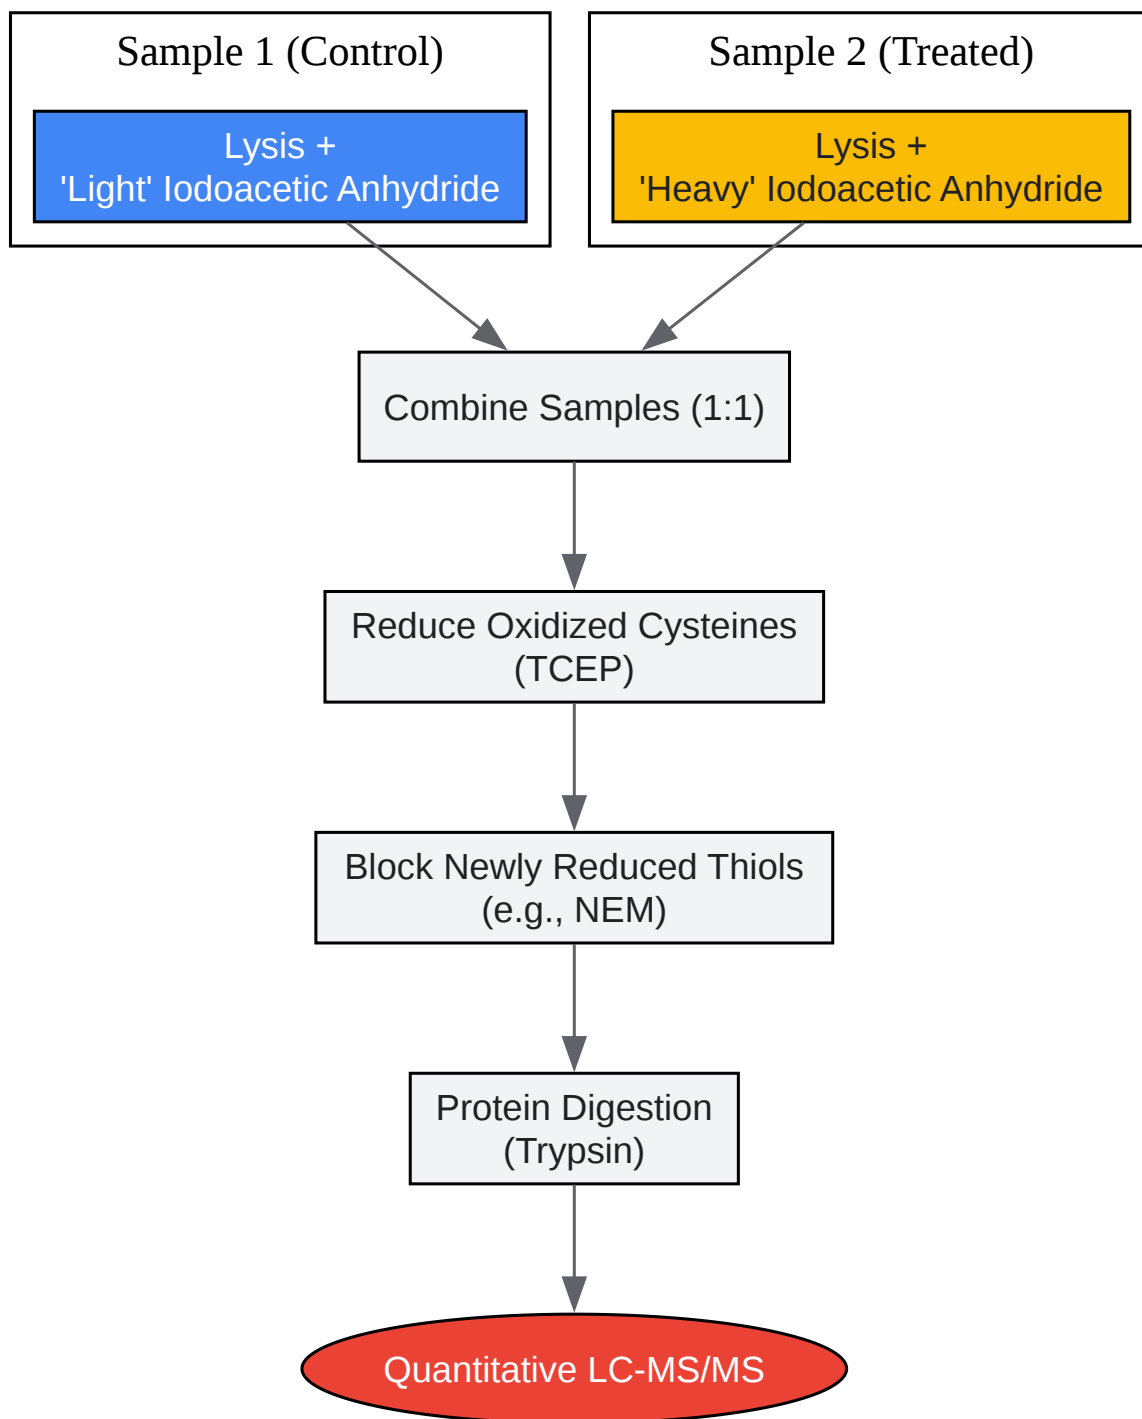 Sample 1 (Control)
Lysis +
'Light' Iodoacetic Anhydride
Sample 2 (Treated)
Lysis +
'Heavy' Iodoacetic Anhydride
Combine Samples (1:1)
Reduce Oxidized Cysteines
(TCEP)
Block Newly Reduced Thiols
(e.g., NEM)
Protein Digestion
(Trypsin)
Quantitative LC-MS/MS